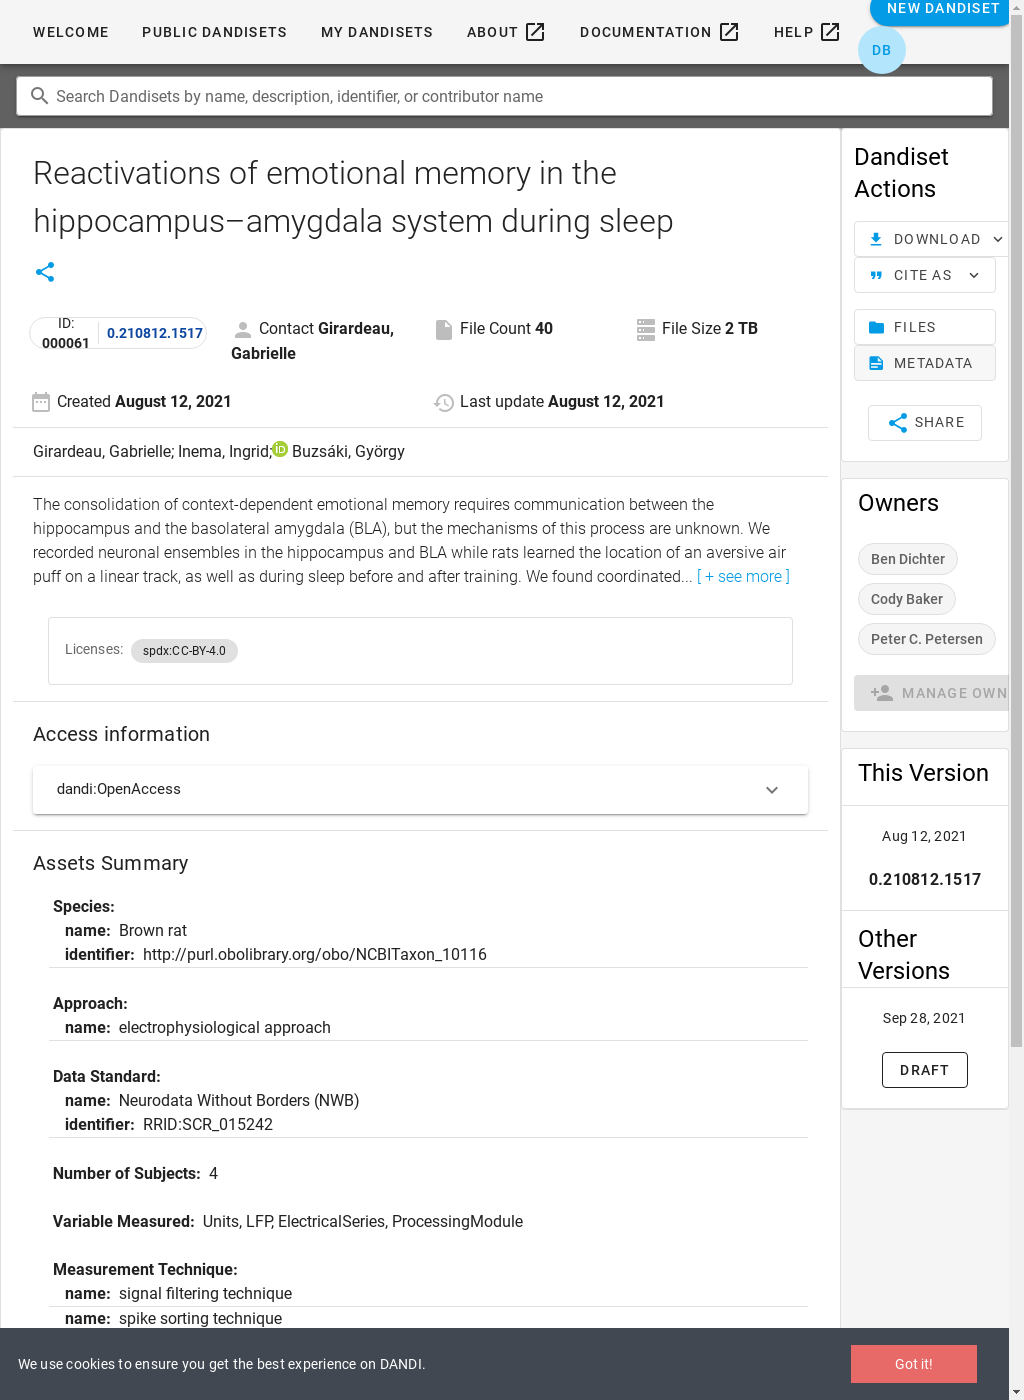 WELCOME PUBLIC DANDISETS MY DANDISETS ABOUT DOCUMENTATION HELP NEW DANDISET
DB
Search Dandisets by name, description, identifier, or contributor name
Reactivations of emotional memory in the
hippocampus–amygdala system during sleep
ID:
000061 0.210812.1517
Contact Girardeau,
Gabrielle
File Count 40
File Size 2 TB
Created August 12, 2021
Last update August 12, 2021
Girardeau, Gabrielle; Inema, Ingrid; iD Buzsáki, György
The consolidation of context-dependent emotional memory requires communication between the
hippocampus and the basolateral amygdala (BLA), but the mechanisms of this process are unknown. We
recorded neuronal ensembles in the hippocampus and BLA while rats learned the location of an aversive air
puff on a linear track, as well as during sleep before and after training. We found coordinated... [ + see more ]
Licenses: spdx:CC-BY-4.0
Access information
dandi:OpenAccess
Assets Summary
Species:
name: Brown rat
identifier: http://purl.obolibrary.org/obo/NCBITaxon_10116
Approach:
name: electrophysiological approach
Data Standard:
name: Neurodata Without Borders (NWB)
identifier: RRID:SCR_015242
Number of Subjects: 4
Variable Measured: Units, LFP, ElectricalSeries, ProcessingModule
Measurement Technique:
name: signal filtering technique
name: spike sorting technique
Dandiset
Actions
DOWNLOAD
CITE AS
FILES
METADATA
SHARE
Owners
Ben Dichter
Cody Baker
Peter C. Petersen
MANAGE OWN
This Version
Aug 12, 2021
0.210812.1517
Other
Versions
Sep 28, 2021
DRAFT
We use cookies to ensure you get the best experience on DANDI.
Got it!